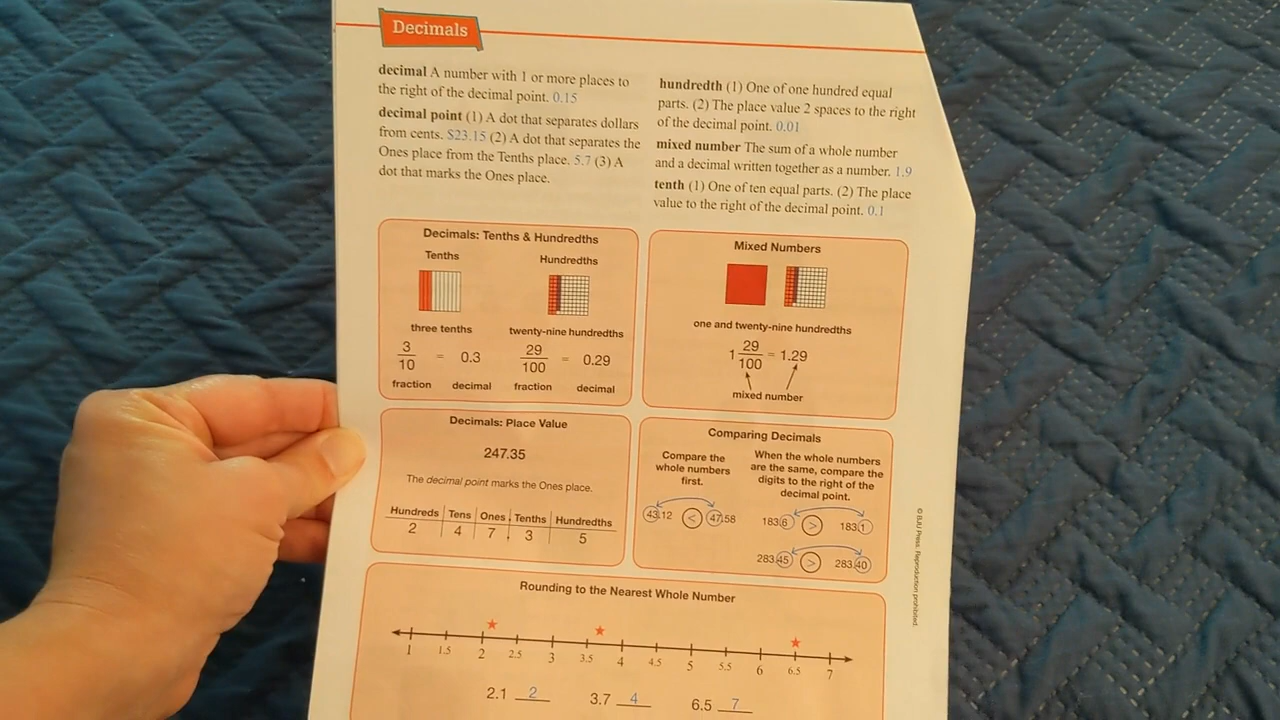 Decimals
decimal A number with 1 or more places to
the right of the decimal point. 0.15
decimal point (1) A dot that separates dollars
from cents. $23.15 (2) A dot that separates the
Ones place from the Tenths place. 5.7 (3) A
dot that marks the Ones place.
hundredth (1) One of one hundred equal
parts. (2) The place value 2 spaces to the right
of the decimal point. 0.01
mixed number The sum of a whole number
and a decimal written together as a number. 1.9
tenth (1) One of ten equal parts. (2) The place
value to the right of the decimal point. 0.1
Decimals: Tenths & Hundredths
Tenths
Hundredths
three tenths
twenty-nine hundredths
3/10 = 0.3
29/100 = 0.29
fraction decimal
fraction decimal
Mixed Numbers
one and twenty-nine hundredths
1 29/100 = 1.29
mixed number
Decimals: Place Value
247.35
The decimal point marks the Ones place.
Hundreds Tens Ones Tenths Hundredths
2 4 7 . 3 5
Comparing Decimals
Compare the
whole numbers
first.
43.12 < 47.58
When the whole numbers
are the same, compare the
digits to the right of the
decimal point.
183.6 > 183.1
283.45 > 283.40
© BJU Press. Reproduction prohibited.
Rounding to the Nearest Whole Number
1 1.5 2 2.5 3 3.5 4 4.5 5 5.5 6 6.5 7
2.1 2 3.7 4 6.5 7